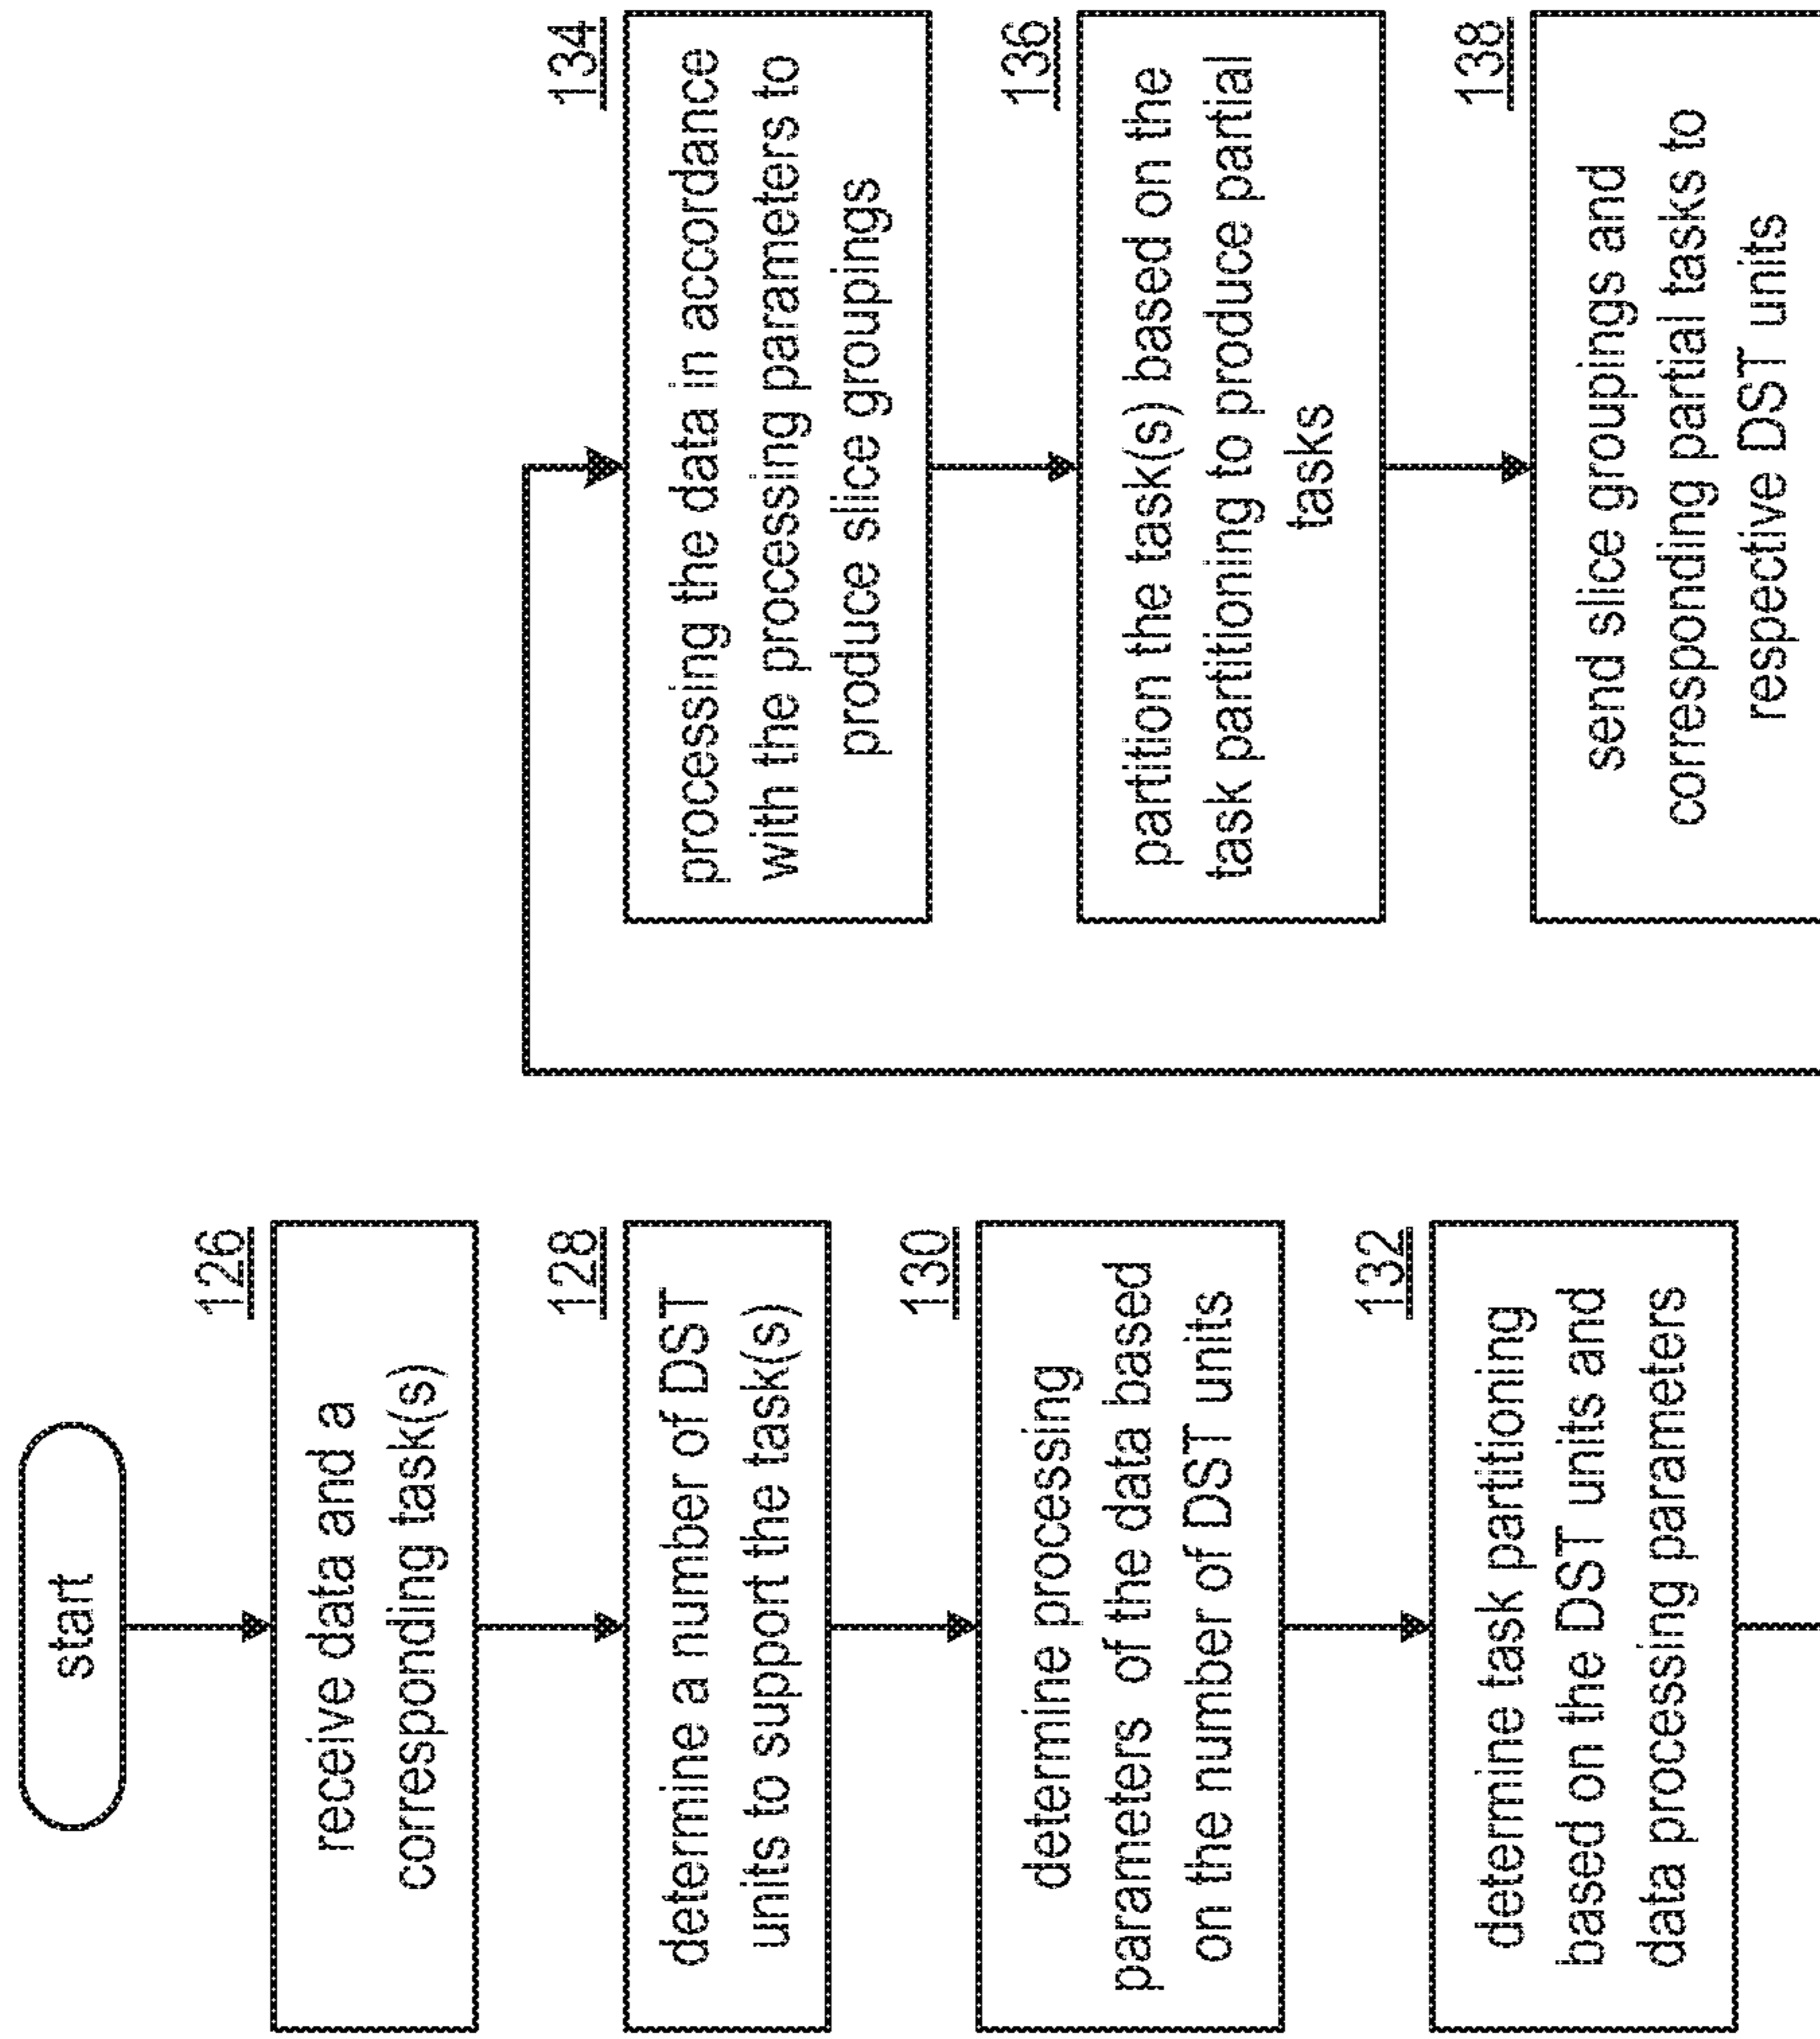 start
126
receive data and a
corresponding task(s)
128
determine a number of DST
units to support the task(s)
130
determine processing
parameters of the data based
on the number of DST units
132
determine task partitioning
based on the DST units and
data processing parameters
134
processing the data in accordance
with the processing parameters to
produce slice groupings
136
partition the task(s) based on the
task partitioning to produce partial
tasks
138
send slice groupings and
corresponding partial tasks to
respective DST units